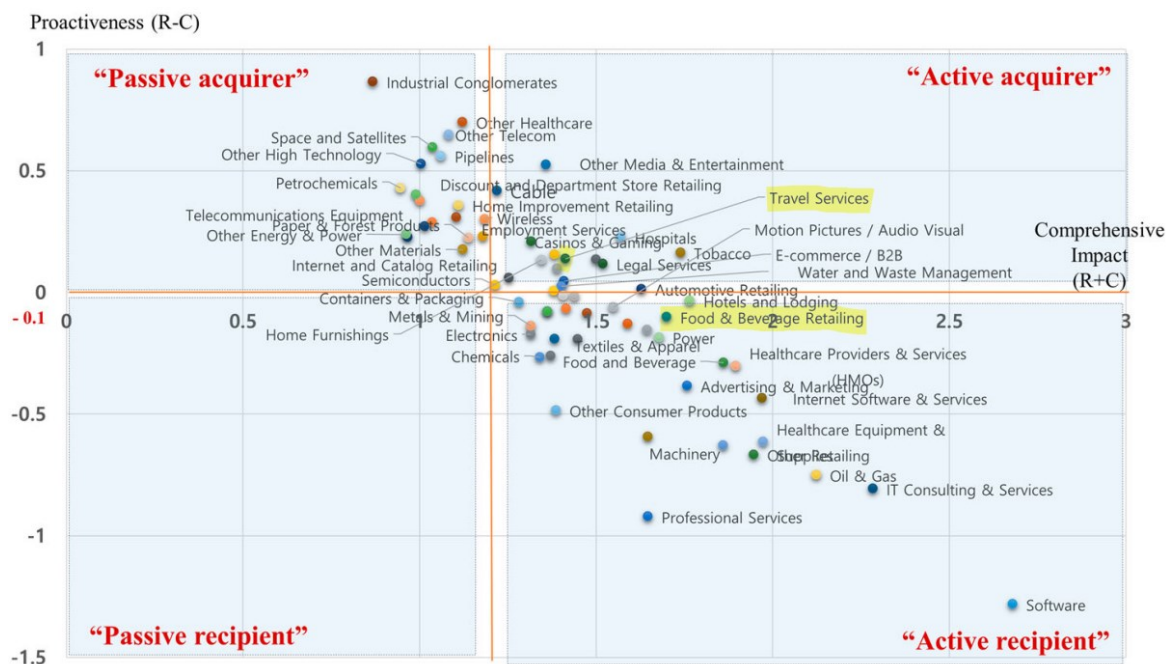 Proactiveness (R-C)
1
“Passive acquirer”
“Active acquirer”
Industrial Conglomerates
Other Healthcare
Space and Satellites
Other Telecom
0.5
Other High Technology
Pipelines
Other Media & Entertainment
Petrochemicals
Discount and Department Store Retailing
Cable
Travel Services
Home Improvement Retailing
Telecommunications Equipment
Wireless
Paper & Forest Products
Employment Services
Motion Pictures / Audio Visual
Comprehensive
Impact
(R+C)
Other Energy & Power
Casinos & Gaming
Hospitals
Other Materials
Tobacco
E-commerce / B2B
Internet and Catalog Retailing
Legal Services
Water and Waste Management
Semiconductors
Automotive Retailing
0
Containers & Packaging
Hotels and Lodging
- 0.1
0
0.5
1
1.5
2
2.5
3
Metals & Mining
Food & Beverage Retailing
Home Furnishings
Electronics
Power
Textiles & Apparel
Chemicals
Food and Beverage
Healthcare Providers & Services
(HMOs)
Advertising & Marketing
Internet Software & Services
-0.5
Other Consumer Products
Healthcare Equipment &
Supplies
Machinery
Other Retailing
Oil & Gas
IT Consulting & Services
Professional Services
-1
Software
“Passive recipient”
“Active recipient”
-1.5